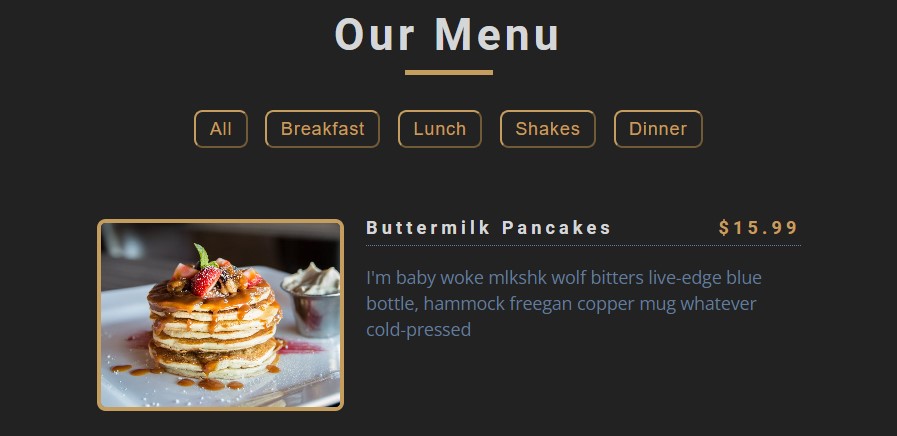 Our Menu
All Breakfast Lunch Shakes Dinner
Buttermilk Pancakes $15.99
I'm baby woke mlkshk wolf bitters live-edge blue
bottle, hammock freegan copper mug whatever
cold-pressed